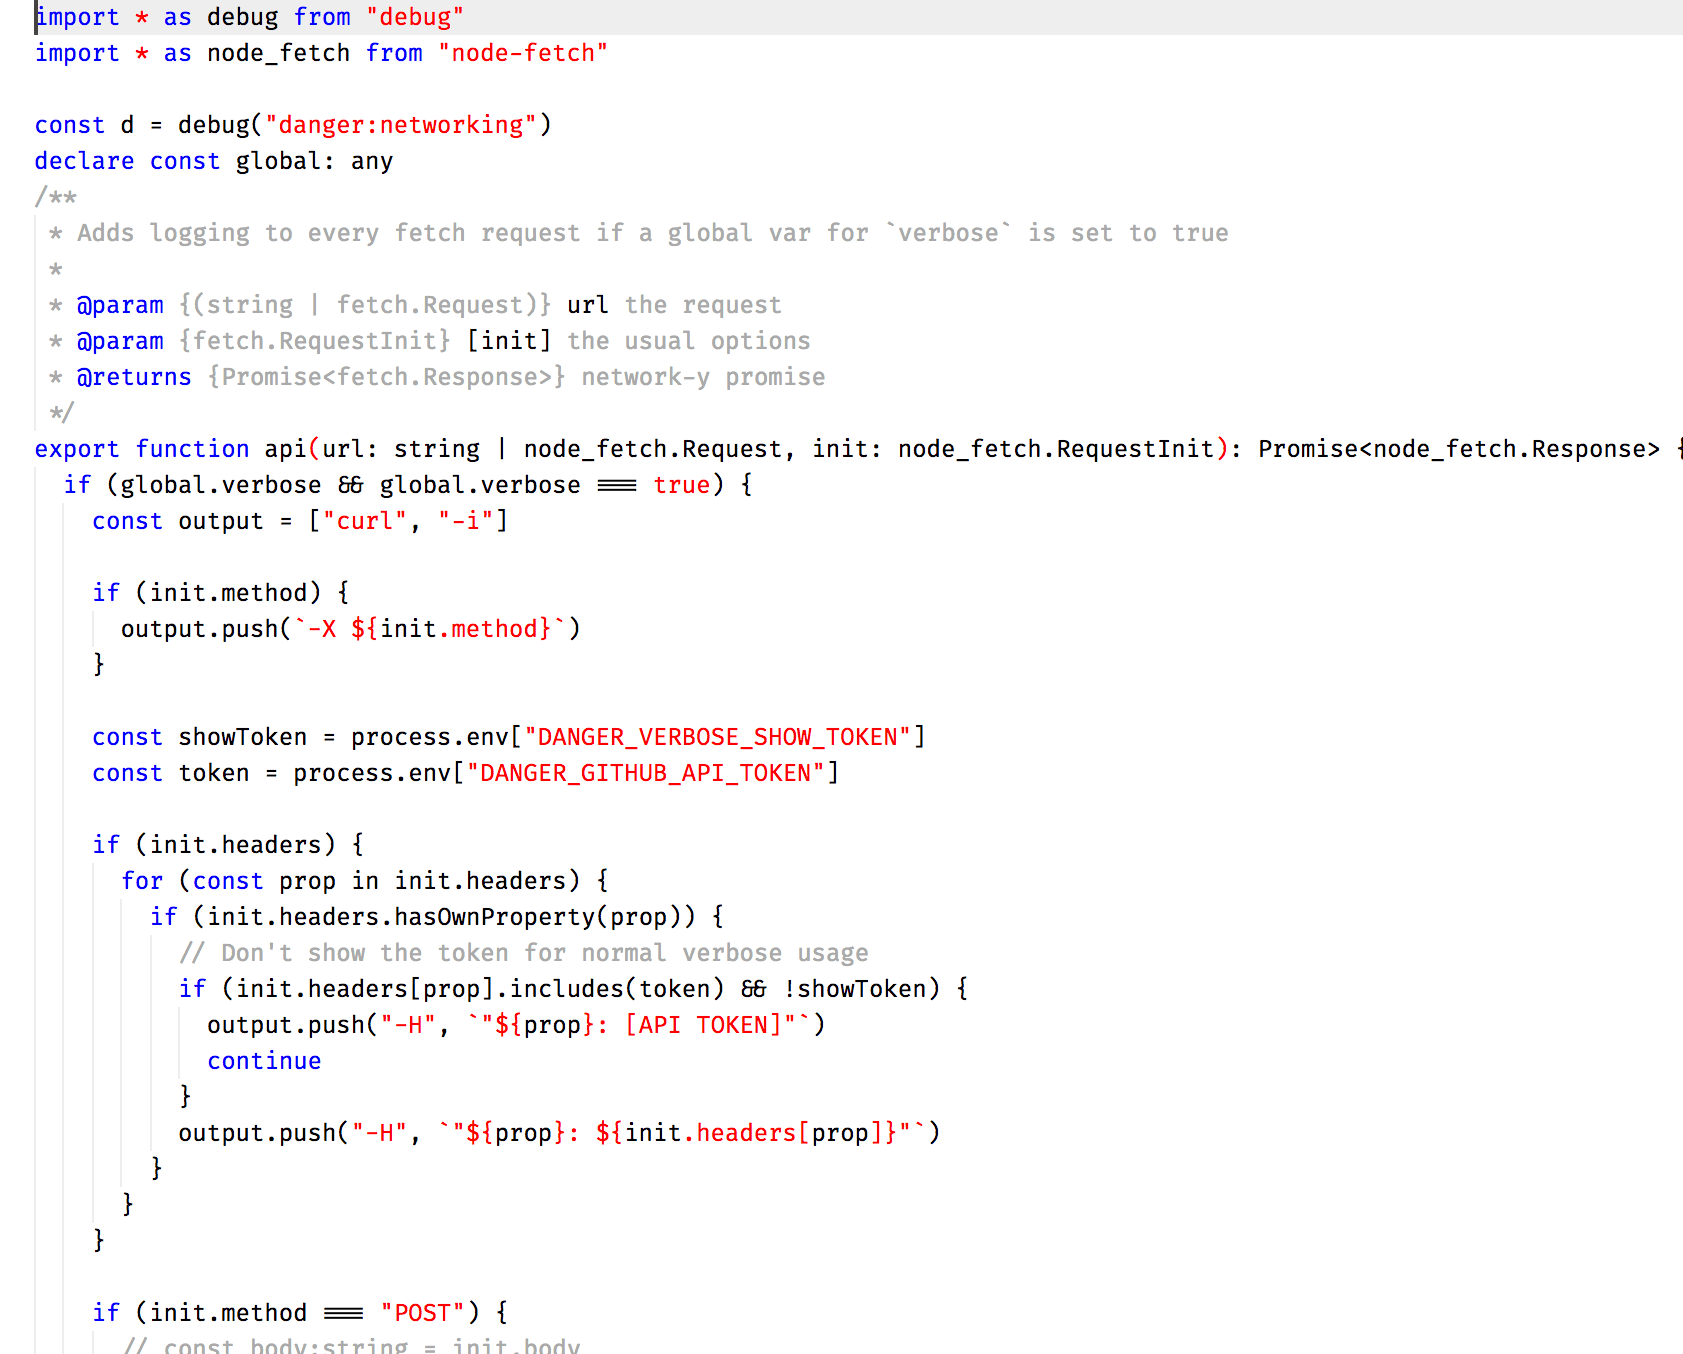 import * as debug from "debug"
import * as node_fetch from "node-fetch"
const d = debug("danger:networking")
declare const global: any
/**
* Adds logging to every fetch request if a global var for `verbose` is set to true
*
* @param {(string | fetch.Request)} url the request
* @param {fetch.RequestInit} [init] the usual options
* @returns {Promise<fetch.Response>} network-y promise
*/
export function api(url: string | node_fetch.Request, init: node_fetch.RequestInit): Promise<node_fetch.Response> {
if (global.verbose && global.verbose === true) {
const output = ["curl", "-i"]
if (init.method) {
output.push(`-X ${init.method}`)
}
const showToken = process.env["DANGER_VERBOSE_SHOW_TOKEN"]
const token = process.env["DANGER_GITHUB_API_TOKEN"]
if (init.headers) {
for (const prop in init.headers) {
if (init.headers.hasOwnProperty(prop)) {
// Don't show the token for normal verbose usage
if (init.headers[prop].includes(token) && !showToken) {
output.push("-H", `"${prop}: [API TOKEN]"`)
continue
}
output.push("-H", `"${prop}: ${init.headers[prop]}"`)
}
}
}
if (init.method === "POST") {
// const body:string = init.body